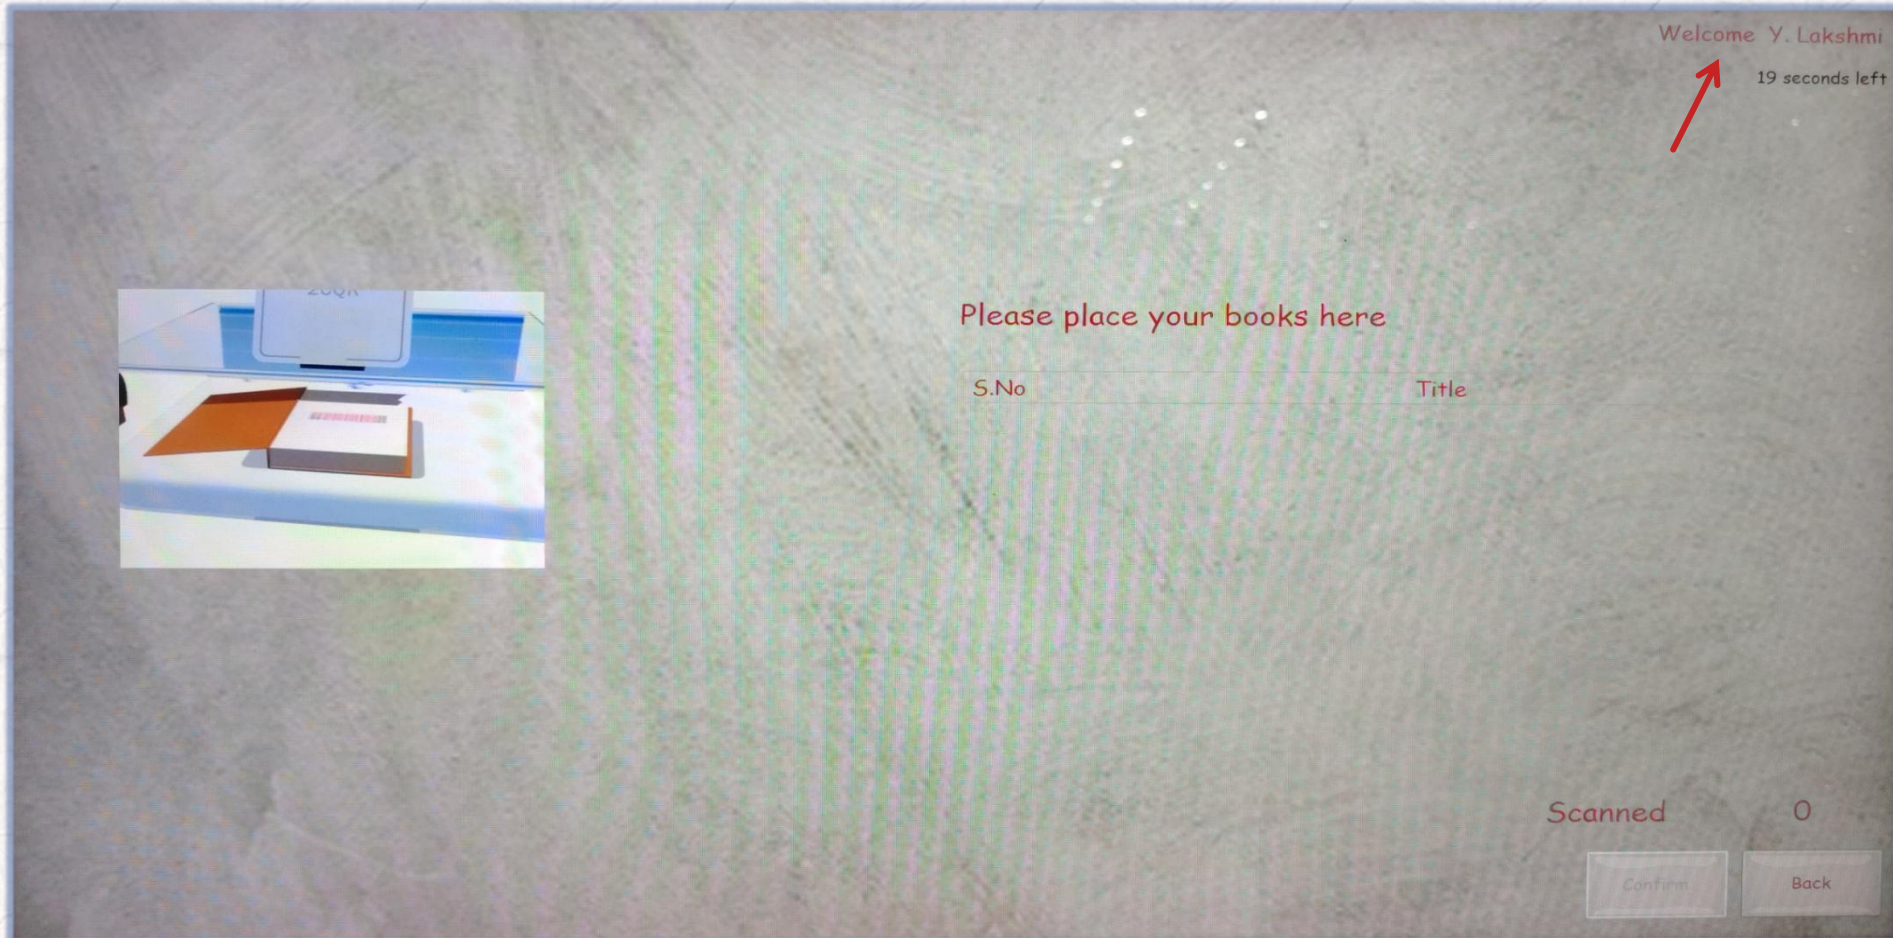 Welcome Y. Lakshmi
19 seconds left
Please place your books here
S.No Title
Scanned 0
Confirm Back